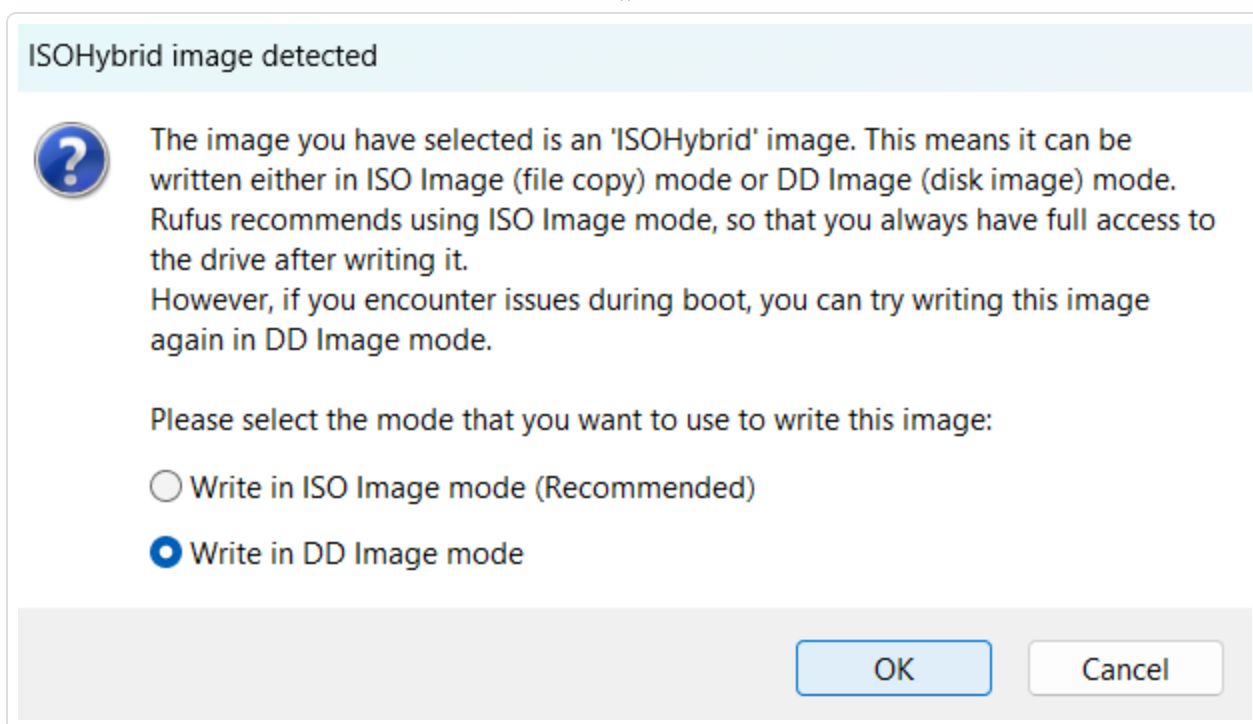 ISOHybrid image detected
The image you have selected is an 'ISOHybrid' image. This means it can be
written either in ISO Image (file copy) mode or DD Image (disk image) mode.
Rufus recommends using ISO Image mode, so that you always have full access to
the drive after writing it.
However, if you encounter issues during boot, you can try writing this image
again in DD Image mode.
Please select the mode that you want to use to write this image:
Write in ISO Image mode (Recommended)
Write in DD Image mode
OK
Cancel